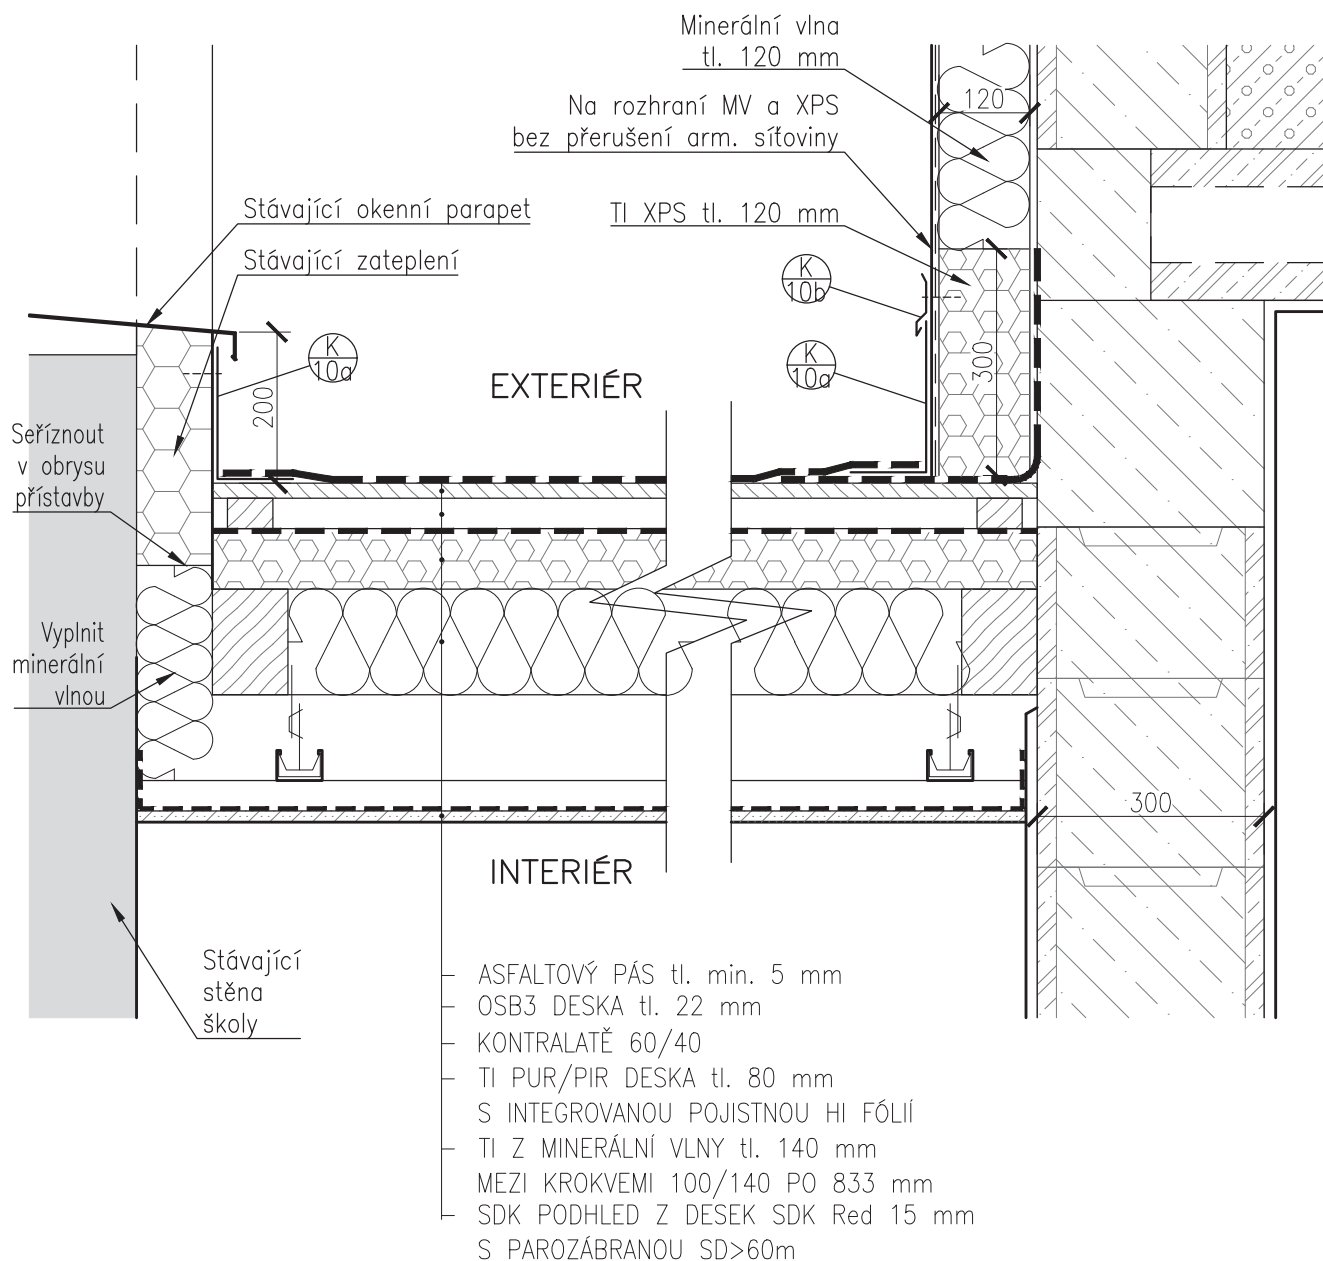 Minerální vlna
tl. 120 mm
Na rozhraní MV a XPS
bez přerušení arm. síťoviny
120
Stávající okenní parapet
TI XPS tl. 120 mm
Stávající zateplení
K
10b
K
10a
K
10a
200
300
EXTERIÉR
Seříznout
v obrysu
přístavby
Vyplnit
minerální
vlnou
300
INTERIÉR
Stávající
stěna
školy
ASFALTOVÝ PÁS tl. min. 5 mm
OSB3 DESKA tl. 22 mm
KONTRALATĚ 60/40
TI PUR/PIR DESKA tl. 80 mm
S INTEGROVANOU POJISTNOU HI FÓLIÍ
TI Z MINERÁLNÍ VLNY tl. 140 mm
MEZI KROKVEMI 100/140 PO 833 mm
SDK PODHLED Z DESEK SDK Red 15 mm
S PAROZÁBRANOU SD>60m